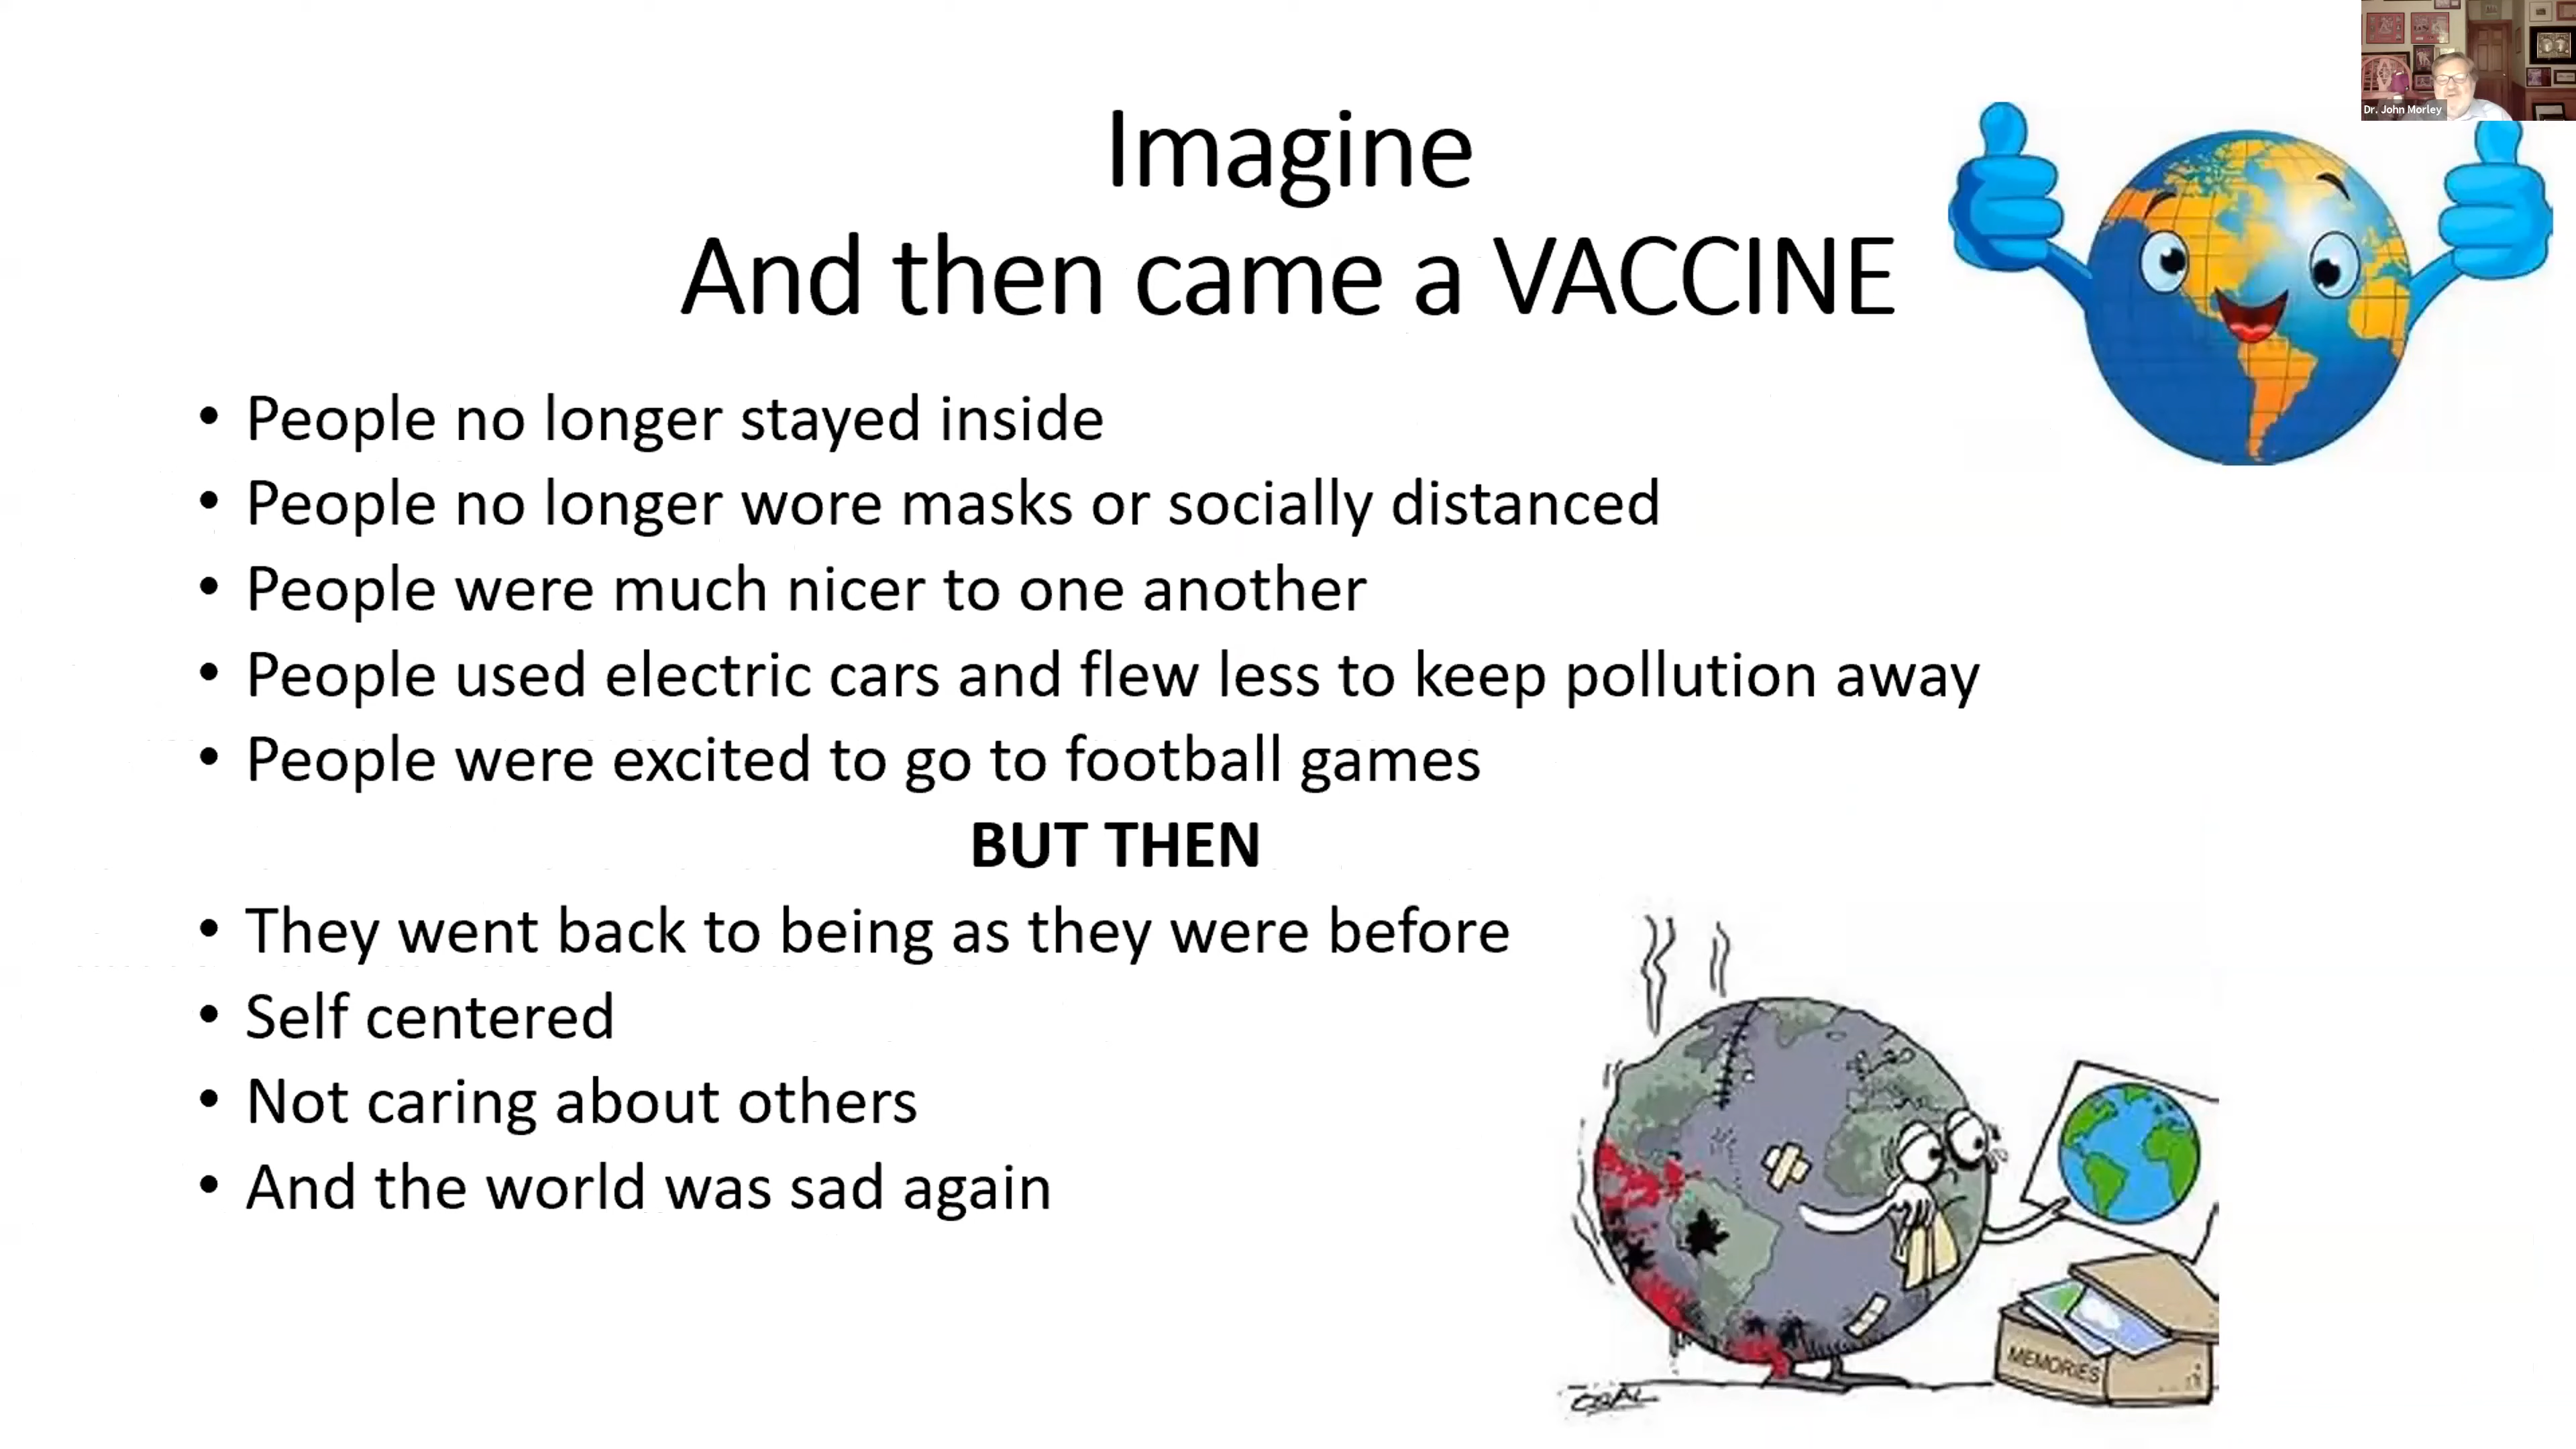 Dr. John Morley
Imagine
And then came a VACCINE
• People no longer stayed inside
• People no longer wore masks or socially distanced
• People were much nicer to one another
• People used electric cars and flew less to keep pollution away
• People were excited to go to football games
BUT THEN
• They went back to being as they were before
• Self centered
• Not caring about others
• And the world was sad again
MEMORIES